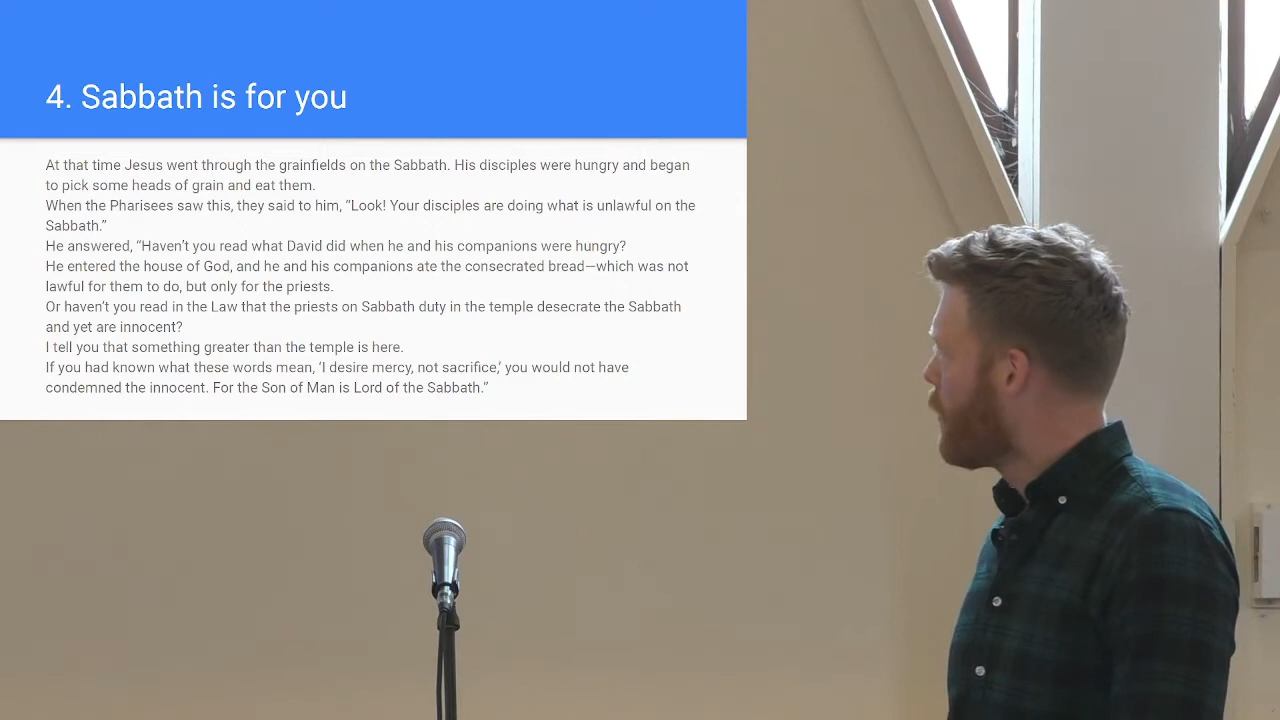 4. Sabbath is for you
At that time Jesus went through the grainfields on the Sabbath. His disciples were hungry and began
to pick some heads of grain and eat them.
When the Pharisees saw this, they said to him, “Look! Your disciples are doing what is unlawful on the
Sabbath.”
He answered, “Haven’t you read what David did when he and his companions were hungry?
He entered the house of God, and he and his companions ate the consecrated bread—which was not
lawful for them to do, but only for the priests.
Or haven’t you read in the Law that the priests on Sabbath duty in the temple desecrate the Sabbath
and yet are innocent?
I tell you that something greater than the temple is here.
If you had known what these words mean, ‘I desire mercy, not sacrifice,’ you would not have
condemned the innocent. For the Son of Man is Lord of the Sabbath.”